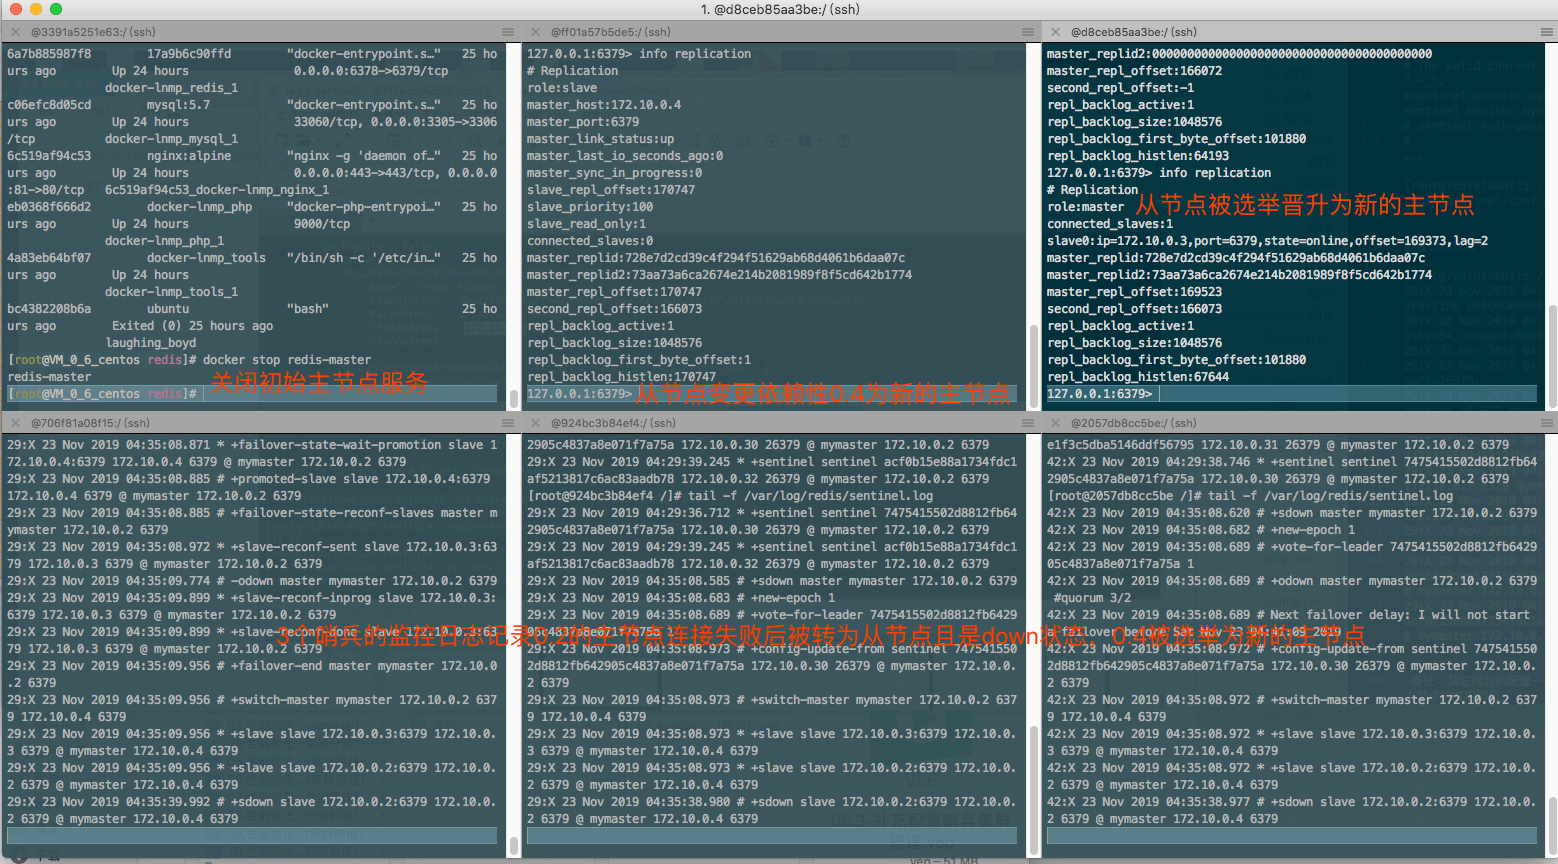 1. @d8ceb85aa3be:/ (ssh)
@3391a5251e63:/ (ssh)
6a7b885987f8 17a9b6c90ffd "docker-entrypoint.s…" 25 ho
urs ago Up 24 hours 0.0.0.0:6378->6379/tcp
docker-lnmp_redis_1
c06efc8d05cd mysql:5.7 "docker-entrypoint.s…" 25 ho
urs ago Up 24 hours 33060/tcp, 0.0.0.0:3305->3306
/tcp docker-lnmp_mysql_1
6c519af94c53 nginx:alpine "nginx -g 'daemon of…" 25 ho
urs ago Up 24 hours 0.0.0.0:443->443/tcp, 0.0.0.0
:81->80/tcp 6c519af94c53_docker-lnmp_nginx_1
eb0368f666d2 docker-lnmp_php "docker-php-entrypoi…" 25 ho
urs ago Up 24 hours 9000/tcp
docker-lnmp_php_1
4a83eb64bf07 docker-lnmp_tools "/bin/sh -c '/etc/in…" 25 ho
urs ago Up 24 hours
docker-lnmp_tools_1
bc4382208b6a ubuntu "bash" 25 ho
urs ago Exited (0) 25 hours ago
laughing_boyd
[root@VM_0_6_centos redis]# docker stop redis-master
redis-master
关闭初始主节点服务
[root@VM_0_6_centos redis]#
@ff01a57b5de5:/ (ssh)
127.0.0.1:6379> info replication
# Replication
role:slave
master_host:172.10.0.4
master_port:6379
master_link_status:up
master_last_io_seconds_ago:0
master_sync_in_progress:0
slave_repl_offset:170747
slave_priority:100
slave_read_only:1
connected_slaves:0
master_replid:728e7d2cd39c4f294f51629ab68d4061b6daa07c
master_replid2:73aa73a6ca2674e214b2081989f8f5cd642b1774
master_repl_offset:170747
second_repl_offset:166073
repl_backlog_active:1
repl_backlog_size:1048576
repl_backlog_first_byte_offset:1
repl_backlog_histlen:170747
127.0.0.1:6379>
从节点变更依赖性0.4为新的主节点
@d8ceb85aa3be:/ (ssh)
master_replid2:0000000000000000000000000000000000000000
master_repl_offset:166072
second_repl_offset:-1
repl_backlog_active:1
repl_backlog_size:1048576
repl_backlog_first_byte_offset:101880
repl_backlog_histlen:64193
127.0.0.1:6379> info replication
# Replication
role:master
从节点被选举晋升为新的主节点
connected_slaves:1
slave0:ip=172.10.0.3,port=6379,state=online,offset=169373,lag=2
master_replid:728e7d2cd39c4f294f51629ab68d4061b6daa07c
master_replid2:73aa73a6ca2674e214b2081989f8f5cd642b1774
master_repl_offset:169523
second_repl_offset:166073
repl_backlog_active:1
repl_backlog_size:1048576
repl_backlog_first_byte_offset:101880
repl_backlog_histlen:67644
127.0.0.1:6379>
@706f81a08f15:/ (ssh)
29:X 23 Nov 2019 04:35:08.871 * +failover-state-wait-promotion slave 1
72.10.0.4:6379 172.10.0.4 6379 @ mymaster 172.10.0.2 6379
29:X 23 Nov 2019 04:35:08.885 # +promoted-slave slave 172.10.0.4:6379
172.10.0.4 6379 @ mymaster 172.10.0.2 6379
29:X 23 Nov 2019 04:35:08.885 # +failover-state-reconf-slaves master m
ymaster 172.10.0.2 6379
29:X 23 Nov 2019 04:35:08.972 * +slave-reconf-sent slave 172.10.0.3:63
79 172.10.0.3 6379 @ mymaster 172.10.0.2 6379
29:X 23 Nov 2019 04:35:09.774 # -odown master mymaster 172.10.0.2 6379
29:X 23 Nov 2019 04:35:09.899 * +slave-reconf-inprog slave 172.10.0.3:
6379 172.10.0.3 6379 @ mymaster 172.10.0.2 6379
29:X 23 Nov 2019 04:35:09.899 * +slave-reconf-done slave 172.10.0.3:63
79 172.10.0.3 6379 @ mymaster 172.10.0.2 6379
29:X 23 Nov 2019 04:35:09.956 # +failover-end master mymaster 172.10.0
.2 6379
29:X 23 Nov 2019 04:35:09.956 # +switch-master mymaster 172.10.0.2 637
9 172.10.0.4 6379
29:X 23 Nov 2019 04:35:09.956 * +slave slave 172.10.0.3:6379 172.10.0.
3 6379 @ mymaster 172.10.0.4 6379
29:X 23 Nov 2019 04:35:09.956 * +slave slave 172.10.0.2:6379 172.10.0.
2 6379 @ mymaster 172.10.0.4 6379
29:X 23 Nov 2019 04:35:39.992 # +sdown slave 172.10.0.2:6379 172.10.0.
2 6379 @ mymaster 172.10.0.4 6379
@924bc3b84ef4:/ (ssh)
2905c4837a8e071f7a75a 172.10.0.30 26379 @ mymaster 172.10.0.2 6379
29:X 23 Nov 2019 04:29:39.245 * +sentinel sentinel acf0b15e88a1734fdc1
af5213817c6ac83aadb78 172.10.0.32 26379 @ mymaster 172.10.0.2 6379
[root@924bc3b84ef4 /]# tail -f /var/log/redis/sentinel.log
29:X 23 Nov 2019 04:29:36.712 * +sentinel sentinel 7475415502d8812fb64
2905c4837a8e071f7a75a 172.10.0.30 26379 @ mymaster 172.10.0.2 6379
29:X 23 Nov 2019 04:29:39.245 * +sentinel sentinel acf0b15e88a1734fdc1
af5213817c6ac83aadb78 172.10.0.32 26379 @ mymaster 172.10.0.2 6379
29:X 23 Nov 2019 04:35:08.585 # +sdown master mymaster 172.10.0.2 6379
29:X 23 Nov 2019 04:35:08.683 # +new-epoch 1
29:X 23 Nov 2019 04:35:08.689 # +vote-for-leader 7475415502d8812fb6429
29:X 23 Nov 2019 04:35:08.973 # +config-update-from sentinel 747541550
2d8812fb642905c4837a8e071f7a75a 172.10.0.30 26379 @ mymaster 172.10.0.
2 6379
29:X 23 Nov 2019 04:35:08.973 # +switch-master mymaster 172.10.0.2 637
9 172.10.0.4 6379
29:X 23 Nov 2019 04:35:08.973 * +slave slave 172.10.0.3:6379 172.10.0.
3 6379 @ mymaster 172.10.0.4 6379
29:X 23 Nov 2019 04:35:08.973 * +slave slave 172.10.0.2:6379 172.10.0.
2 6379 @ mymaster 172.10.0.4 6379
29:X 23 Nov 2019 04:35:38.980 # +sdown slave 172.10.0.2:6379 172.10.0.
2 6379 @ mymaster 172.10.0.4 6379
@2057db8cc5be:/ (ssh)
e1f3c5dba5146ddf56795 172.10.0.31 26379 @ mymaster 172.10.0.2 6379
42:X 23 Nov 2019 04:29:38.746 * +sentinel sentinel 7475415502d8812fb64
2905c4837a8e071f7a75a 172.10.0.30 26379 @ mymaster 172.10.0.2 6379
[root@2057db8cc5be /]# tail -f /var/log/redis/sentinel.log
42:X 23 Nov 2019 04:35:08.620 # +sdown master mymaster 172.10.0.2 6379
42:X 23 Nov 2019 04:35:08.682 # +new-epoch 1
42:X 23 Nov 2019 04:35:08.689 # +vote-for-leader 7475415502d8812fb6429
05c4837a8e071f7a75a 1
42:X 23 Nov 2019 04:35:08.689 # +odown master mymaster 172.10.0.2 6379
#quorum 3/2
42:X 23 Nov 2019 04:35:08.689 # Next failover delay: I will not start
a failover before Sat Nov 23 04:41:09 2019
42:X 23 Nov 2019 04:35:08.972 # +config-update-from sentinel 747541550
2d8812fb642905c4837a8e071f7a75a 172.10.0.30 26379 @ mymaster 172.10.0.
2 6379
42:X 23 Nov 2019 04:35:08.972 # +switch-master mymaster 172.10.0.2 637
9 172.10.0.4 6379
42:X 23 Nov 2019 04:35:08.972 * +slave slave 172.10.0.3:6379 172.10.0.
3 6379 @ mymaster 172.10.0.4 6379
42:X 23 Nov 2019 04:35:08.972 * +slave slave 172.10.0.2:6379 172.10.0.
2 6379 @ mymaster 172.10.0.4 6379
42:X 23 Nov 2019 04:35:38.977 # +sdown slave 172.10.0.2:6379 172.10.0.
2 6379 @ mymaster 172.10.0.4 6379
3个哨兵的监控日志记录0.2的主节点连接失败后被转为从节点且是down状态，0.4被选举为新的主节点